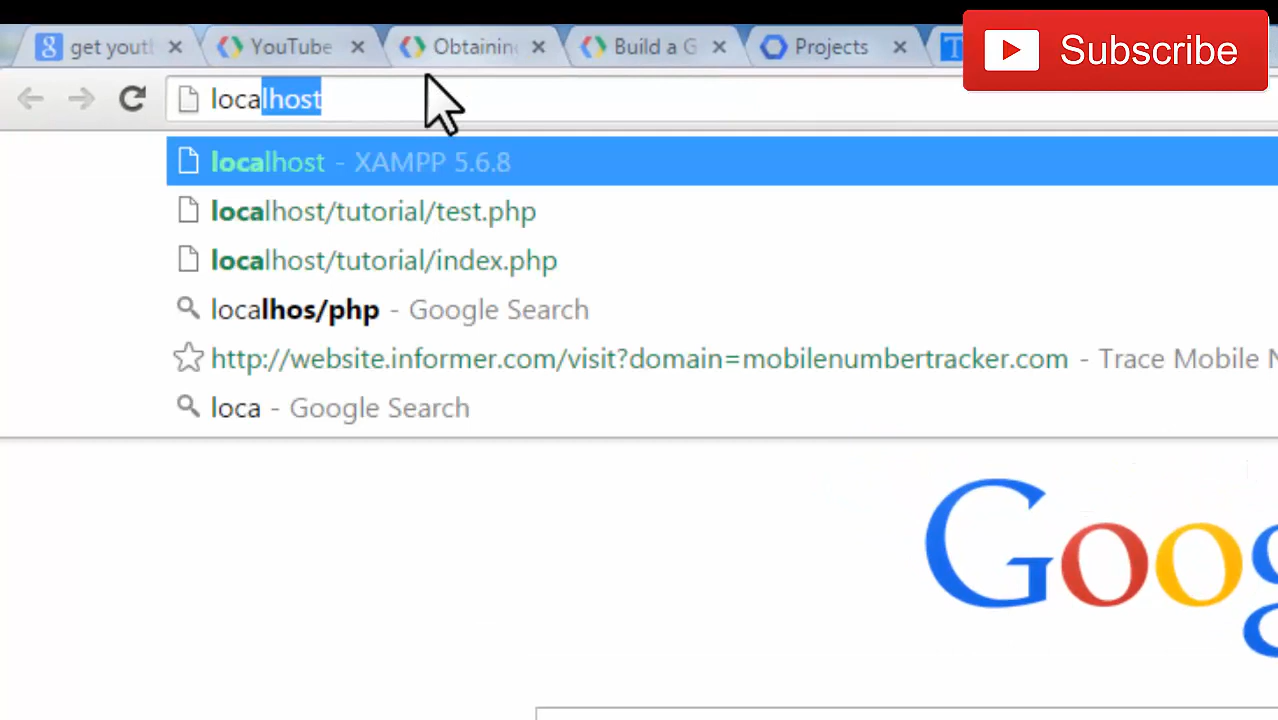 get yout
YouTube
Obtaining
Build a G
Projects
Subscribe
localhost
localhost - XAMPP 5.6.8
localhost/tutorial/test.php
localhost/tutorial/index.php
localhos/php - Google Search
http://website.informer.com/visit?domain=mobilenumbertracker.com - Trace Mobile N
loca - Google Search
Goog